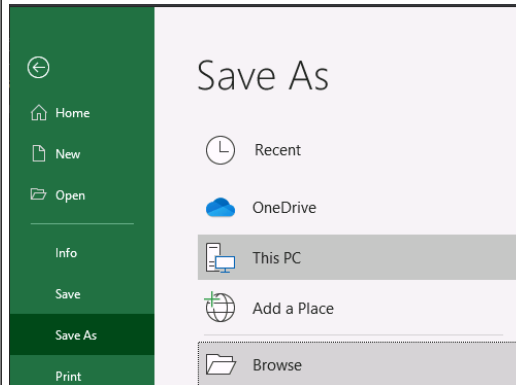 Save As
Home
New
Open
Info
Save
Save As
Print
Recent
OneDrive
This PC
Add a Place
Browse